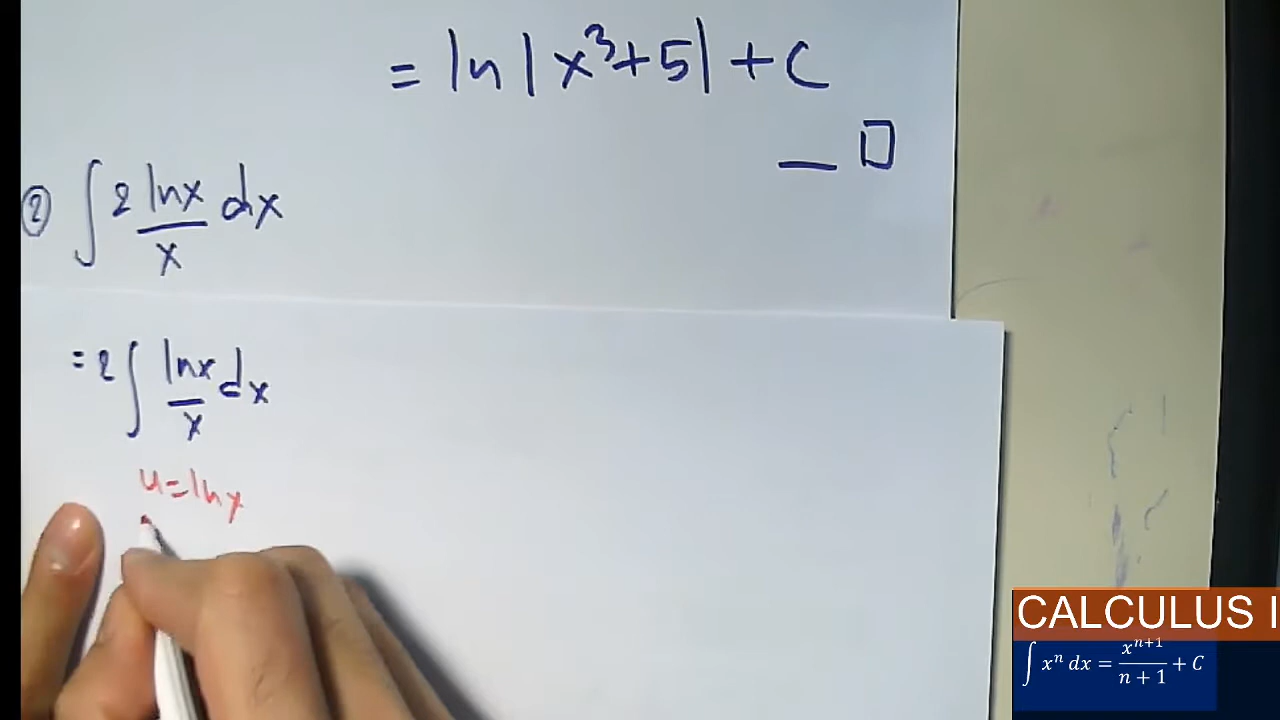 = ln|x³+5| + C
— □
② ∫ 2 lnx/x dx
= 2 ∫ lnx/x dx
u=lnx
CALCULUS I
∫ xⁿ dx = xⁿ⁺¹/(n + 1) + C